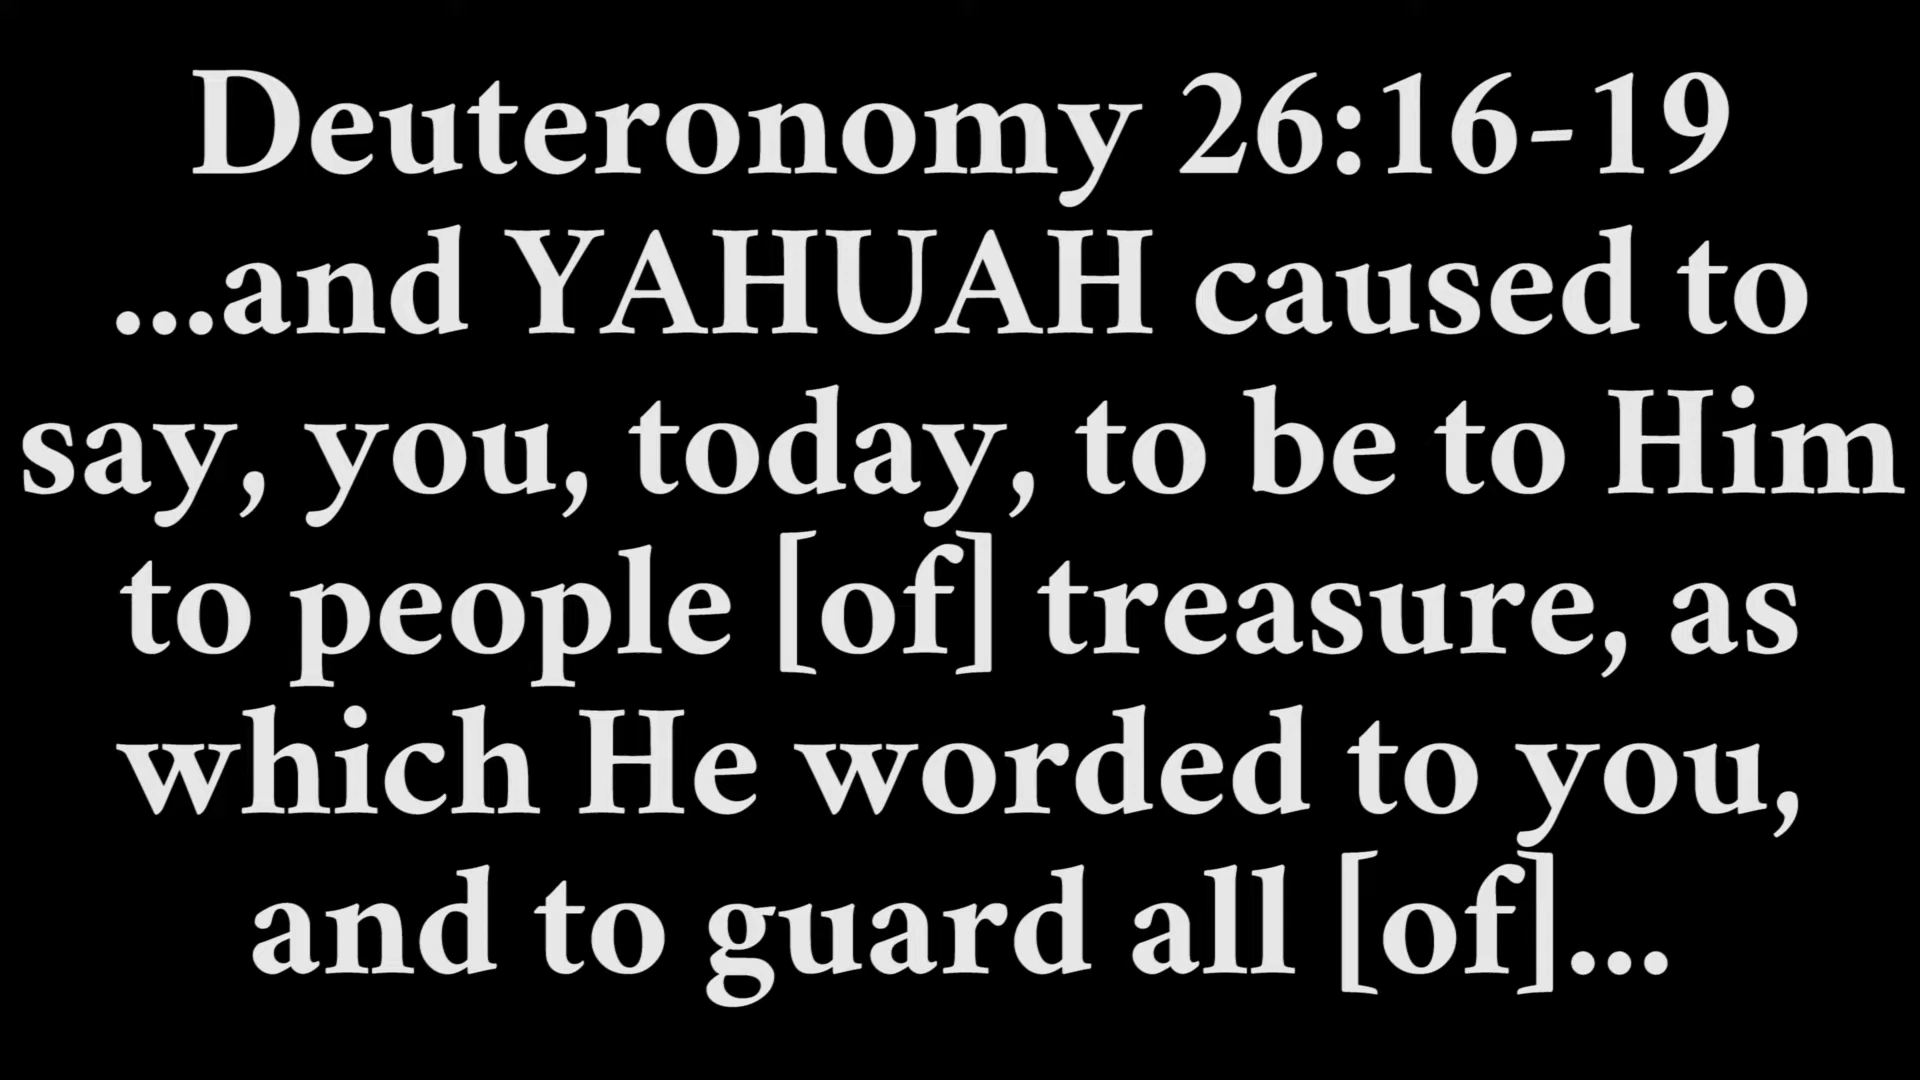 Deuteronomy 26:16-19
...and YAHUAH caused to
say, you, today, to be to Him
to people [of] treasure, as
which He worded to you,
and to guard all [of]...